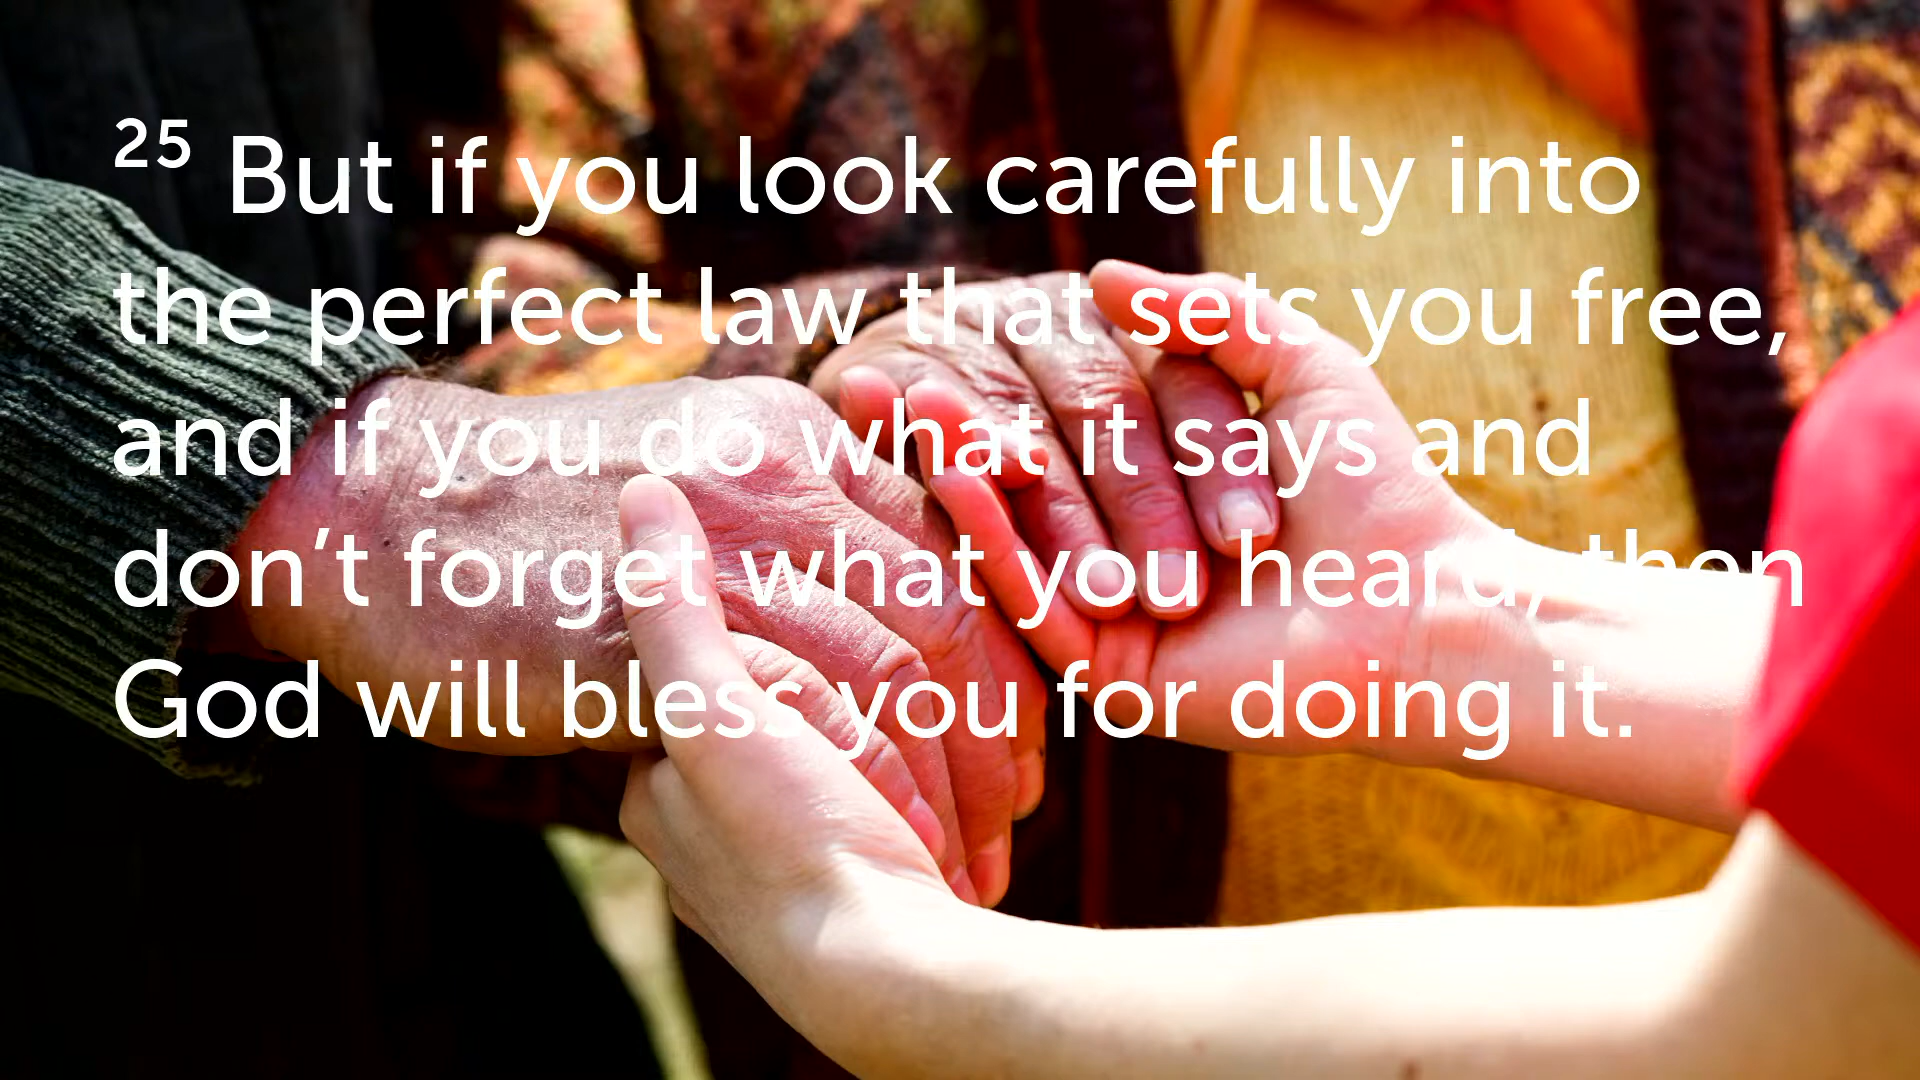 25 But if you look carefully into
the perfect law that sets you free,
and if you do what it says and
don’t forget what you heard, then
God will bless you for doing it.